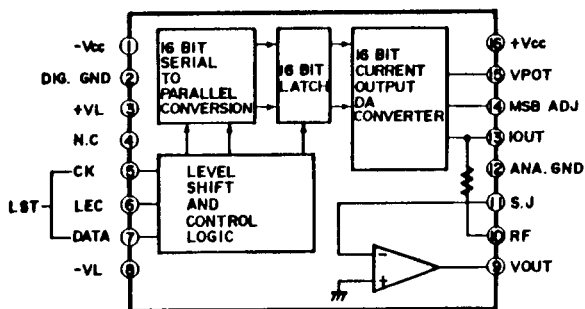 -Vcc 1
DIG. GND 2
+VL 3
N.C 4
CK 5
LST
LEC 6
DATA 7
-VL 8
16 BIT
SERIAL
TO
PARALLEL
CONVERSION
16 BIT
LATCH
16 BIT
CURRENT
OUTPUT
DA
CONVERTER
LEVEL
SHIFT
AND
CONTROL
LOGIC
-
+
16 +Vcc
15 VPOT
14 MSB ADJ
13 IOUT
12 ANA. GND
11 S.J
10 RF
9 VOUT